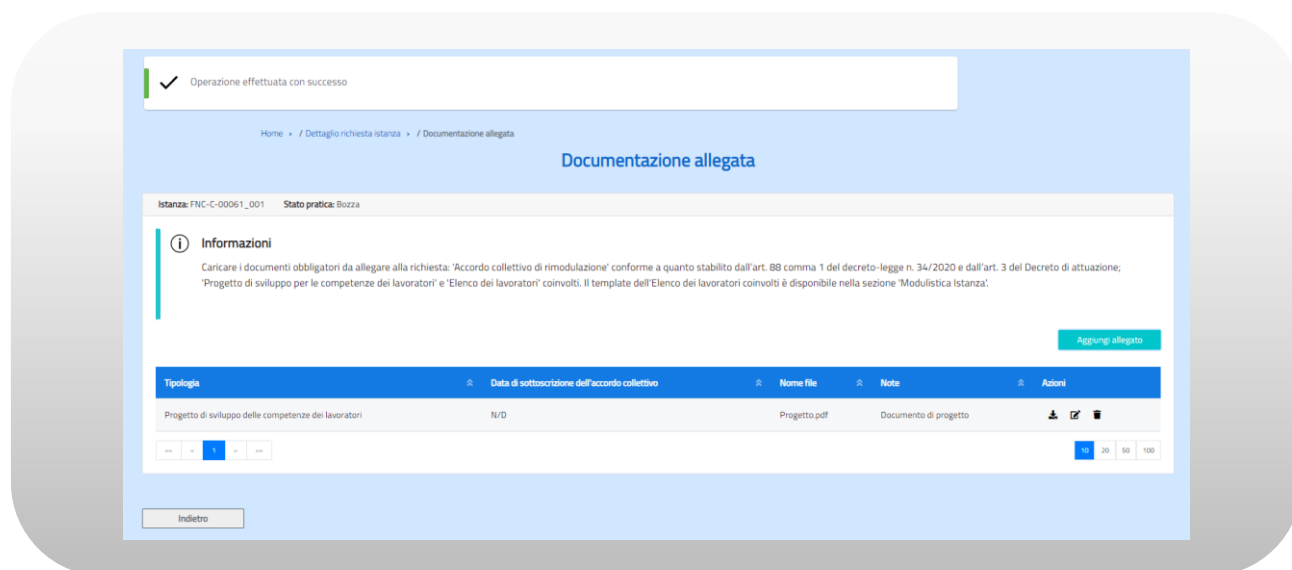 Operazione effettuata con successo
Home / Dettaglio richiesta istanza / Documentazione allegata
Documentazione allegata
Istanza: FNC-C-00061_001 Stato pratica: Bozza
Informazioni
Caricare i documenti obbligatori da allegare alla richiesta: 'Accordo collettivo di rimodulazione' conforme a quanto stabilito dall'art. 88 comma 1 del decreto-legge n. 34/2020 e dall'art. 3 del Decreto di attuazione;
'Progetto di sviluppo per le competenze dei lavoratori' e 'Elenco dei lavoratori' coinvolti. Il template dell'Elenco dei lavoratori coinvolti è disponibile nella sezione 'Modulistica Istanza'.
Aggiungi allegato
Tipologia Data di sottoscrizione dell'accordo collettivo Nome file Note Azioni
Progetto di sviluppo delle competenze dei lavoratori N/D Progetto.pdf Documento di progetto
«« « 1 » »» 10 20 50 100
Indietro